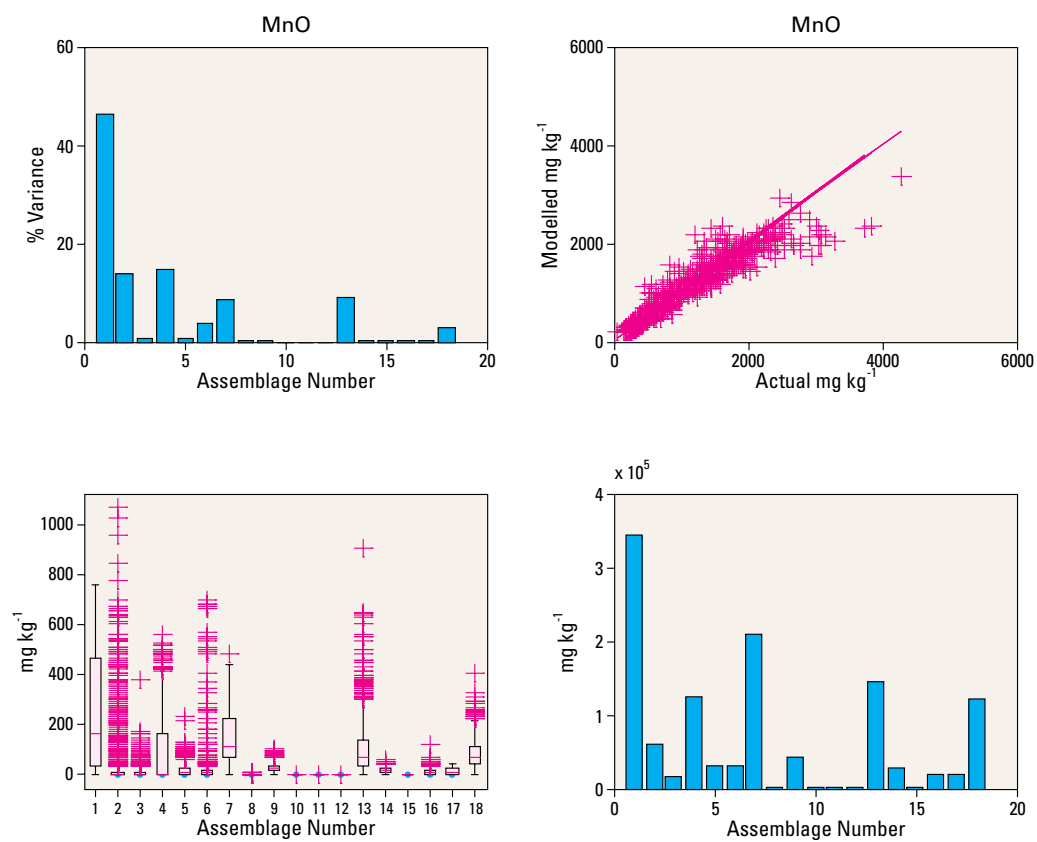 MnO
60
40
20
0
% Variance
0 5 10 15 20
Assemblage Number
MnO
6000
4000
2000
0
Modelled mg kg-1
0 2000 4000 6000
Actual mg kg-1
1000
800
600
400
200
0
mg kg-1
1 2 3 4 5 6 7 8 9 10 11 12 13 14 15 16 17 18
Assemblage Number
x 105
4
3
2
1
0
mg kg-1
0 5 10 15 20
Assemblage Number